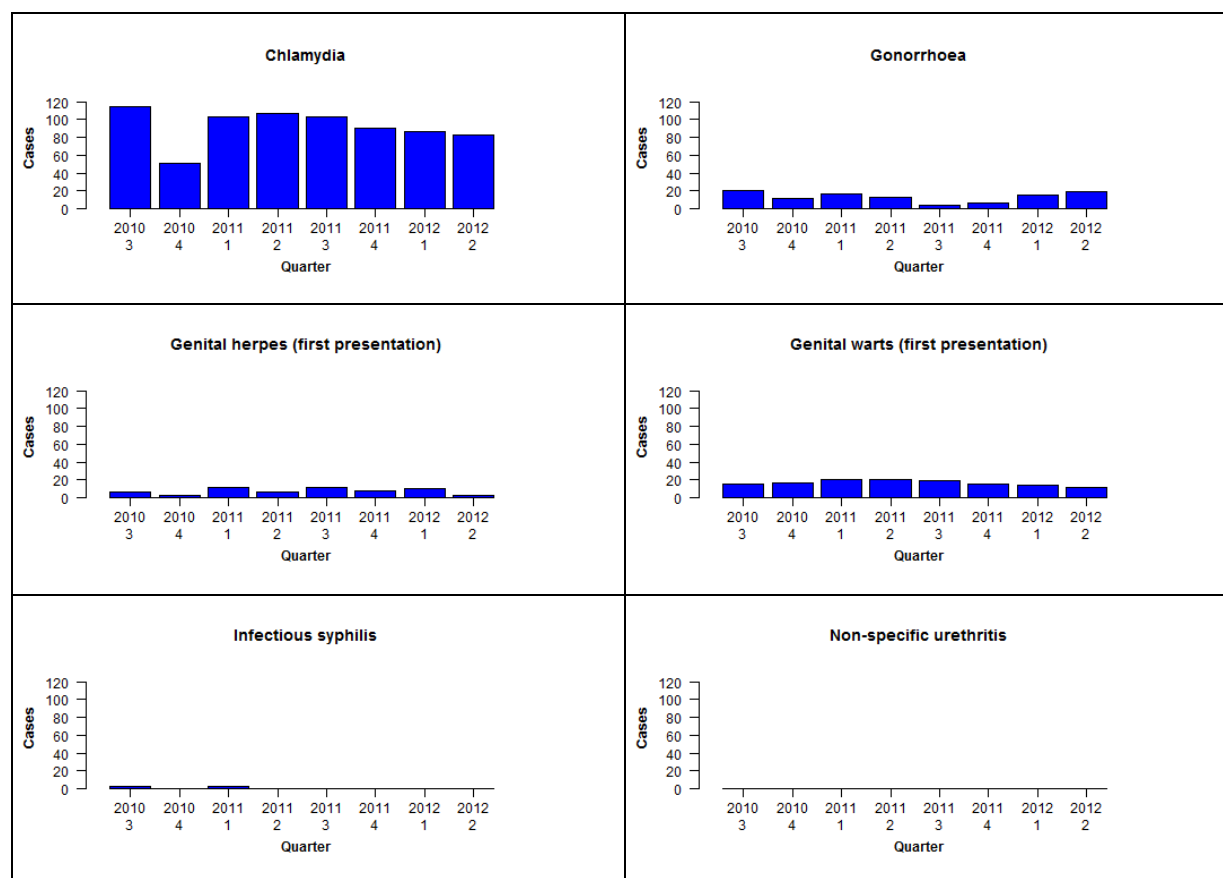 Chlamydia
Cases
120
100
80
60
40
20
0
2010 2010 2011 2011 2011 2011 2012 2012
3 4 1 2 3 4 1 2
Quarter
Gonorrhoea
Cases
120
100
80
60
40
20
0
2010 2010 2011 2011 2011 2011 2012 2012
3 4 1 2 3 4 1 2
Quarter
Genital herpes (first presentation)
Cases
120
100
80
60
40
20
0
2010 2010 2011 2011 2011 2011 2012 2012
3 4 1 2 3 4 1 2
Quarter
Genital warts (first presentation)
Cases
120
100
80
60
40
20
0
2010 2010 2011 2011 2011 2011 2012 2012
3 4 1 2 3 4 1 2
Quarter
Infectious syphilis
Cases
120
100
80
60
40
20
0
2010 2010 2011 2011 2011 2011 2012 2012
3 4 1 2 3 4 1 2
Quarter
Non-specific urethritis
Cases
120
100
80
60
40
20
0
2010 2010 2011 2011 2011 2011 2012 2012
3 4 1 2 3 4 1 2
Quarter